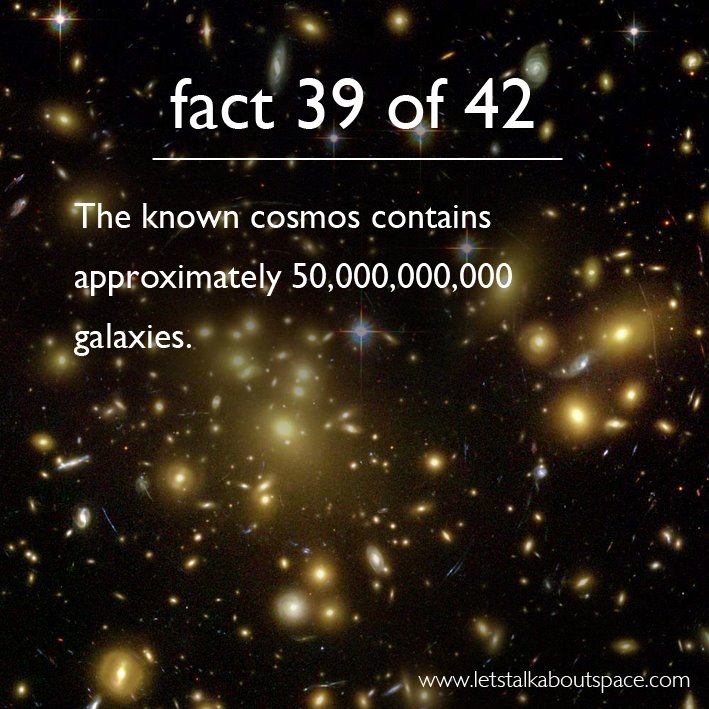 fact 39 of 42
The known cosmos contains
approximately 50,000,000,000
galaxies.
www.letstalkaboutspace.com